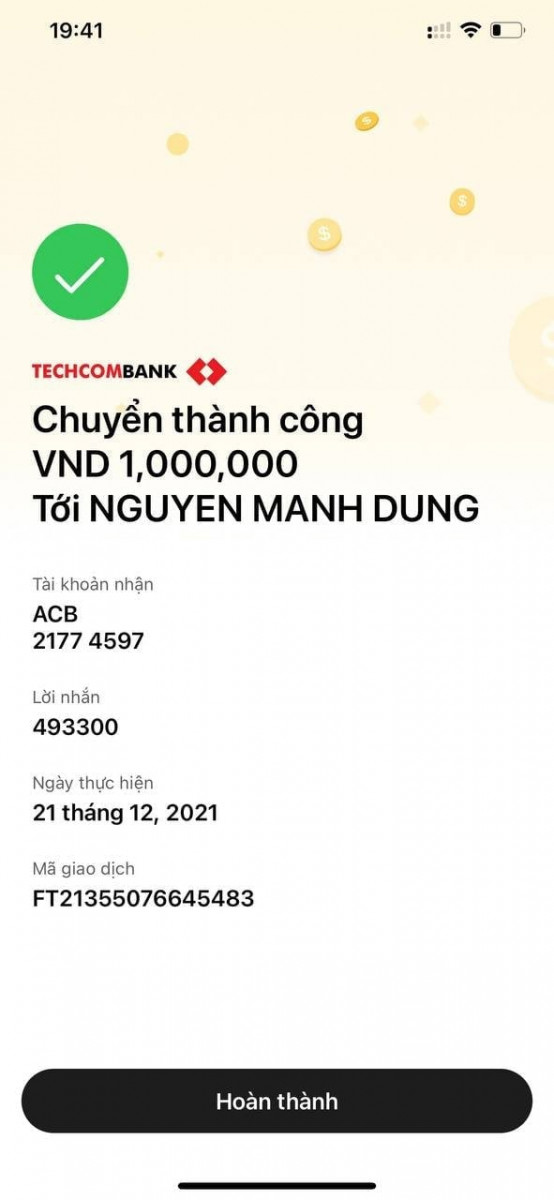 19:41
TECHCOMBANK
Chuyển thành công
VND 1,000,000
Tới NGUYEN MANH DUNG
Tài khoản nhận
ACB
2177 4597
Lời nhắn
493300
Ngày thực hiện
21 tháng 12, 2021
Mã giao dịch
FT21355076645483
Hoàn thành